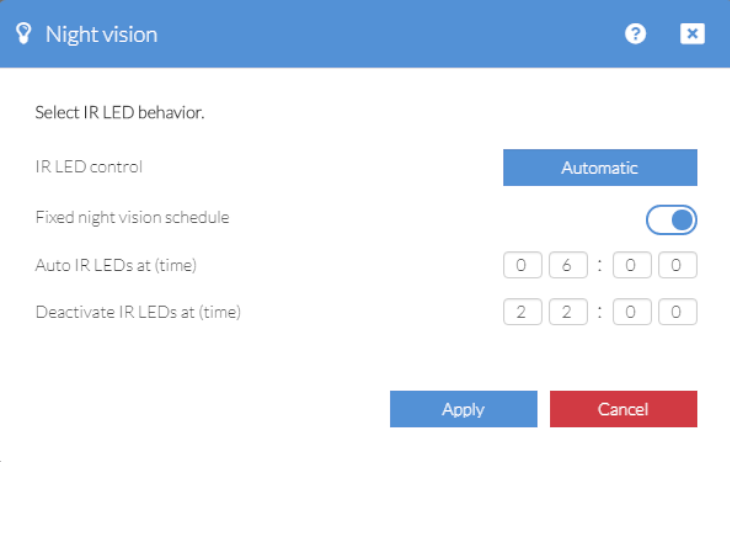 Night vision
Select IR LED behavior.
IR LED control Automatic
Fixed night vision schedule
Auto IR LEDs at (time) 0 6 : 0 0
Deactivate IR LEDs at (time) 2 2 : 0 0
Apply Cancel